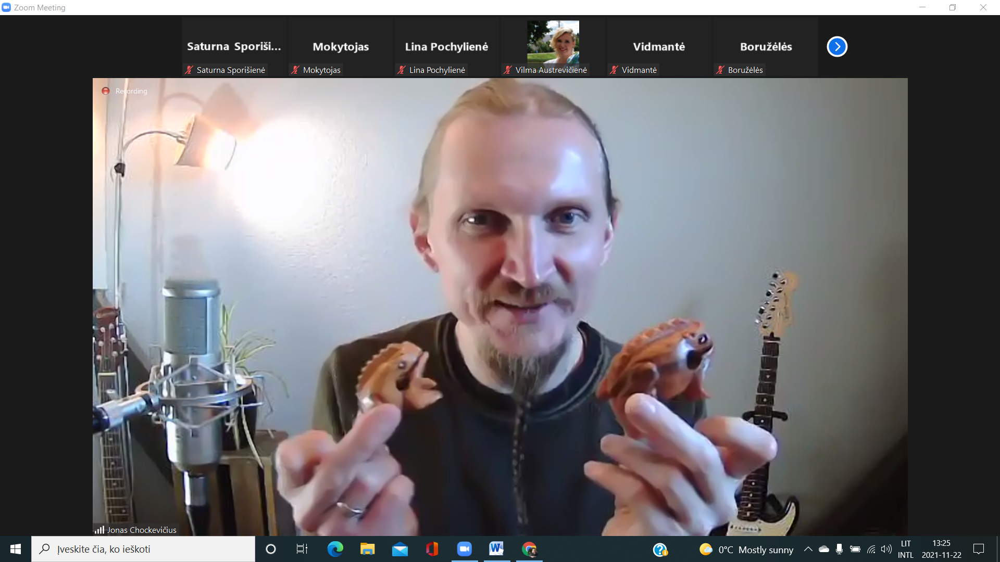 Zoom Meeting
Saturna Sporiši...
Mokytojas
Lina Pochylienė
Vidmantė
Boružėlės
Saturna Sporišienė
Mokytojas
Lina Pochylienė
Vilma Austrevičienė
Vidmantė
Boružėlės
Recording
Jonas Chockevičius
Įveskite čia, ko ieškoti
0°C Mostly sunny
LIT
INTL
13:25
2021-11-22